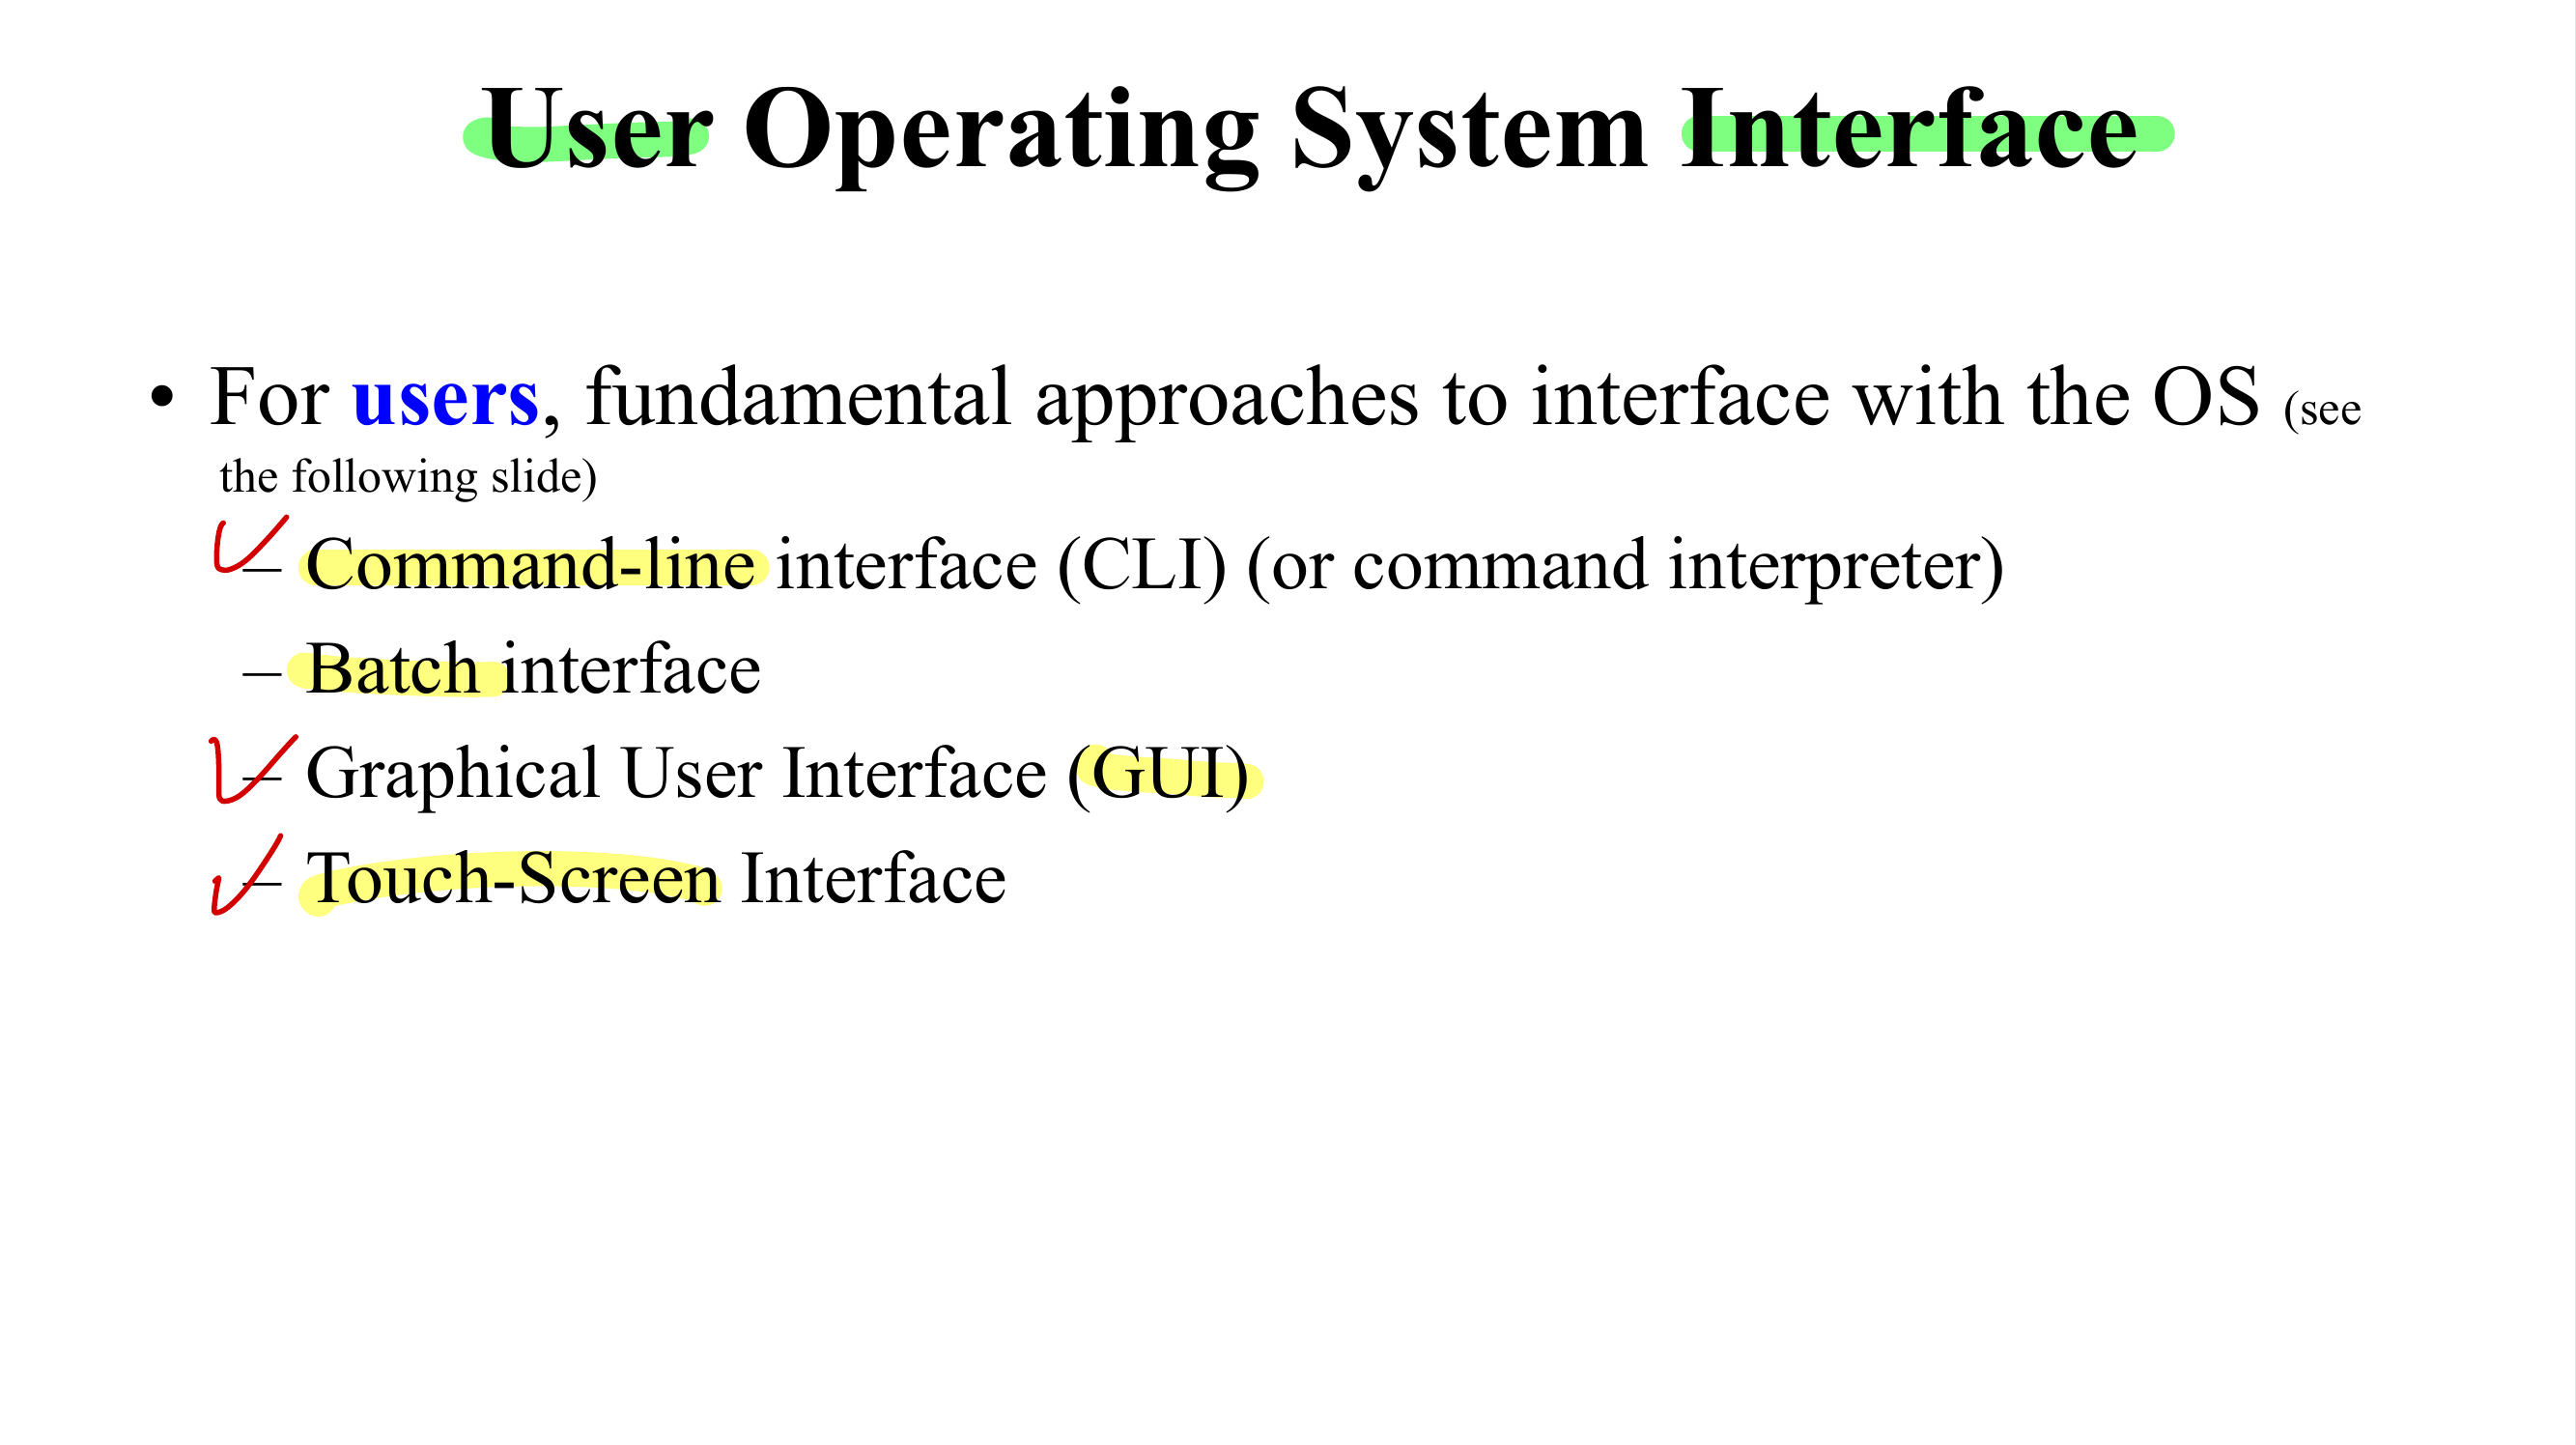 User Operating System Interface
• For users, fundamental approaches to interface with the OS (see
the following slide)
– Command-line interface (CLI) (or command interpreter)
– Batch interface
– Graphical User Interface (GUI)
– Touch-Screen Interface